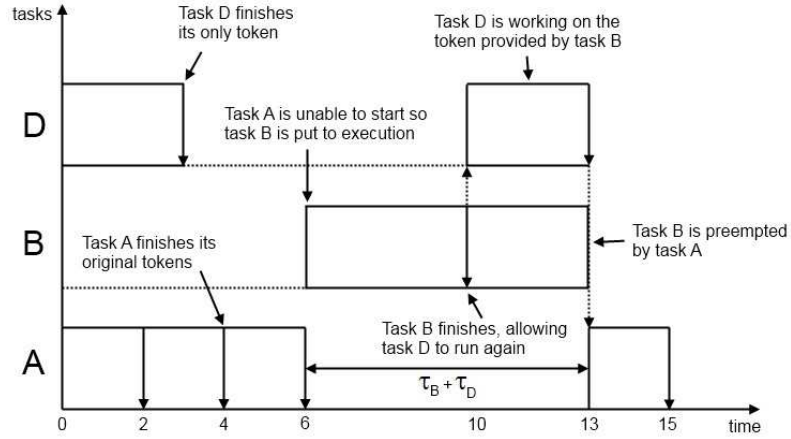 tasks
Task D finishes
its only token
Task D is working on the
token provided by task B
D
Task A is unable to start so
task B is put to execution
B
Task A finishes its
original tokens
Task B is preempted
by task A
Task B finishes, allowing
task D to run again
A
τB + τD
0 2 4 6 10 13 15 time